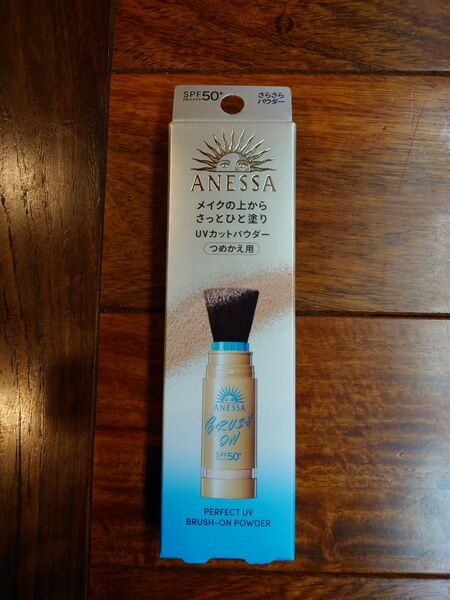 SPF50+
PA++++
さらさら
パウダー
ANESSA
メイクの上から
さっとひと塗り
UVカットパウダー
つめかえ用
ANESSA
BRUSH
ON
SPF50+
PERFECT UV
BRUSH-ON POWDER